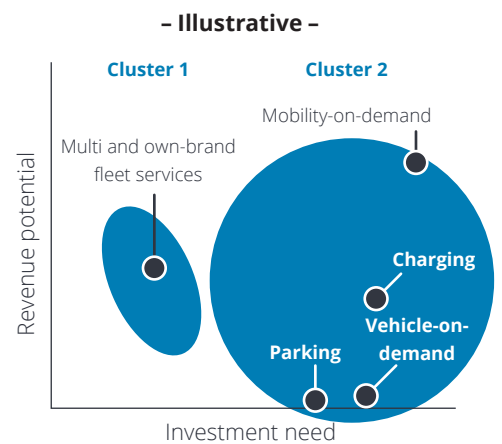 – Illustrative –
Cluster 1
Cluster 2
Mobility-on-demand
Multi and own-brand
fleet services
Charging
Vehicle-on-
demand
Parking
Revenue potential
Investment need